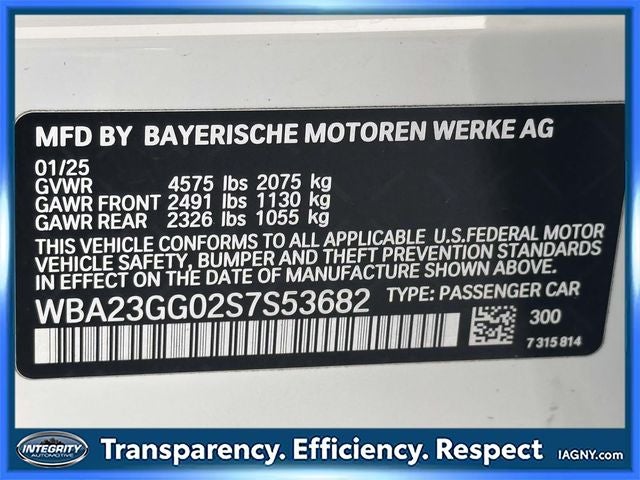 MFD BY BAYERISCHE MOTOREN WERKE AG
01/25
GVWR 4575 lbs 2075 kg
GAWR FRONT 2491 lbs 1130 kg
GAWR REAR 2326 lbs 1055 kg
THIS VEHICLE CONFORMS TO ALL APPLICABLE U.S.FEDERAL MOTOR
VEHICLE SAFETY, BUMPER AND THEFT PREVENTION STANDARDS
IN EFFECT ON THE DATE OF MANUFACTURE SHOWN ABOVE.
WBA23GG02S7S53682 TYPE: PASSENGER CAR
300
7 315 814
INTEGRITY
AUTOMOTIVE
Transparency. Efficiency. Respect
IAGNY.com